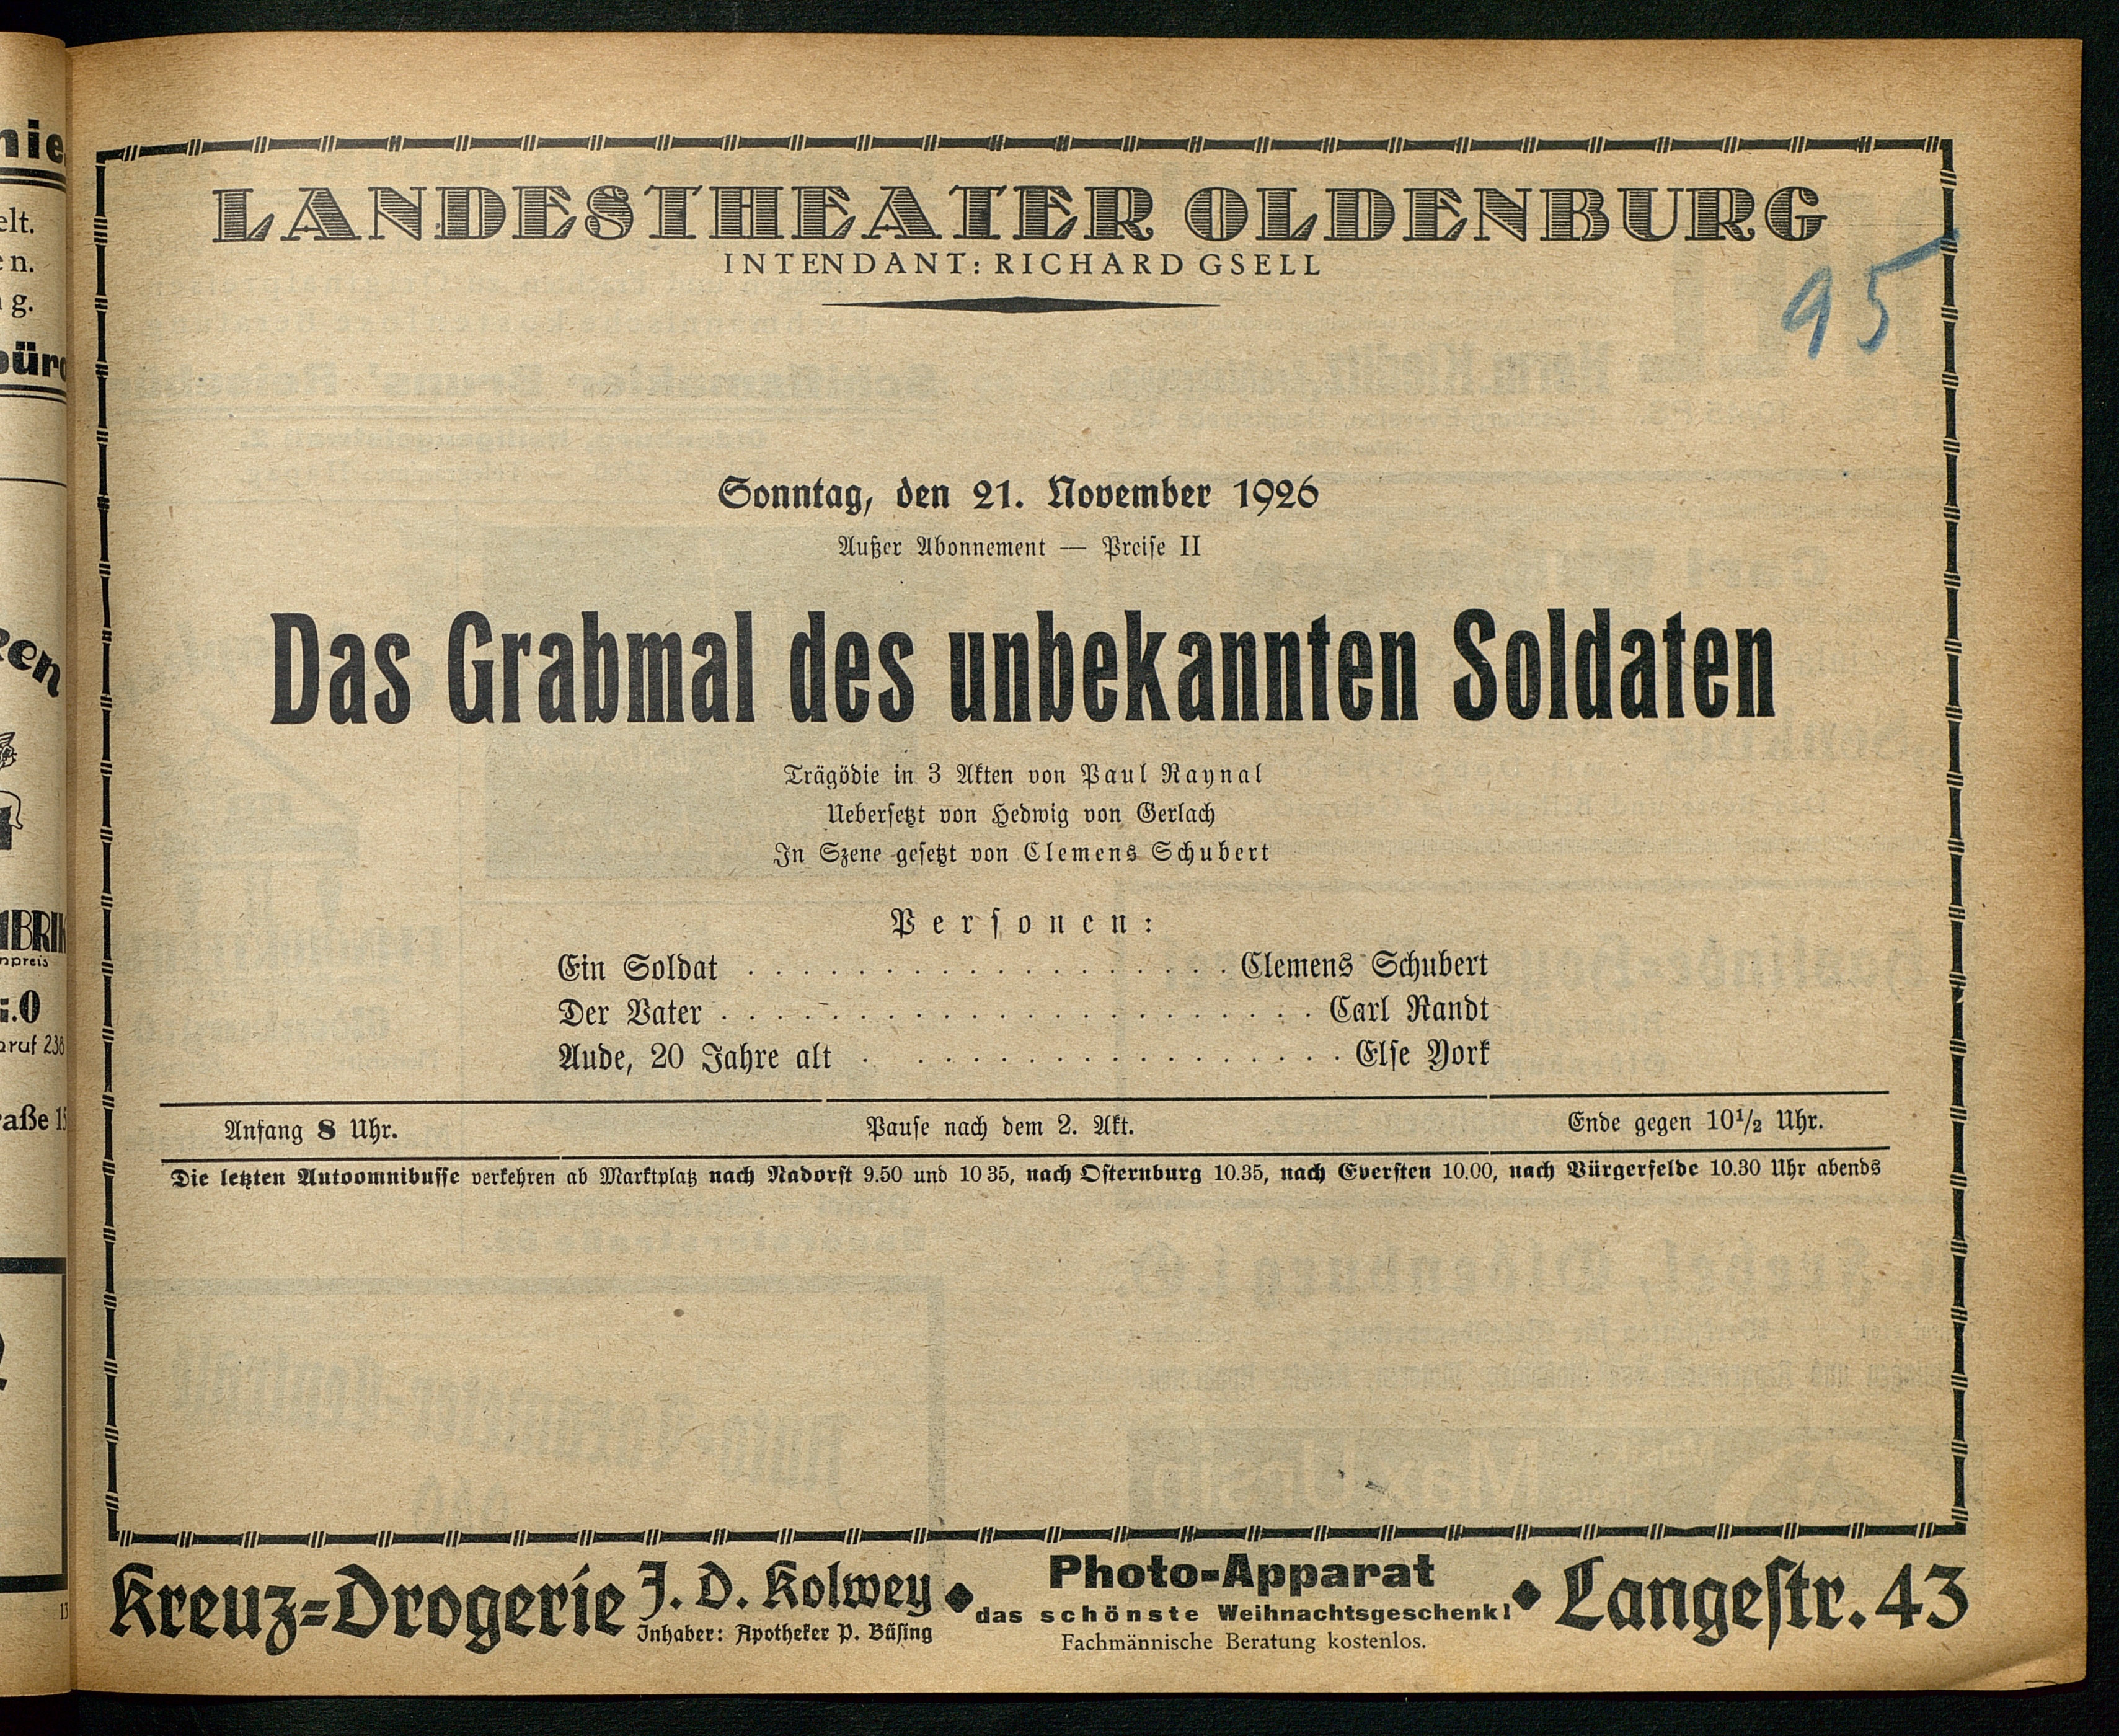 LANDESTHEATER OLDENBURG
INTENDANT: RICHARD GSELL
95
Sonntag, den 21. November 1926
Außer Abonnement — Preise II
Das Grabmal des unbekannten Soldaten
Trägödie in 3 Akten von Paul Raynal
Uebersetzt von Hedwig von Gerlach
In Szene gesetzt von Clemens Schubert
Personen:
Ein Soldat . . . . . . . . . . . . . . . . . . Clemens Schubert
Der Vater . . . . . . . . . . . . . . . . . . . . . . Carl Randt
Aude, 20 Jahre alt . . . . . . . . . . . . . . . . . Else York
Anfang 8 Uhr. Pause nach dem 2. Akt. Ende gegen 10½ Uhr.
Die letzten Autoomnibusse verkehren ab Marktplatz nach Nadorst 9.50 und 10 35, nach Osternburg 10.35, nach Eversten 10.00, nach Bürgerfelde 10.30 Uhr abends
Kreuz=Drogerie J. D. Kolwey
Inhaber: Apotheker P. Büsing
Photo-Apparat
das schönste Weihnachtsgeschenk!
Fachmännische Beratung kostenlos.
Langestr. 43